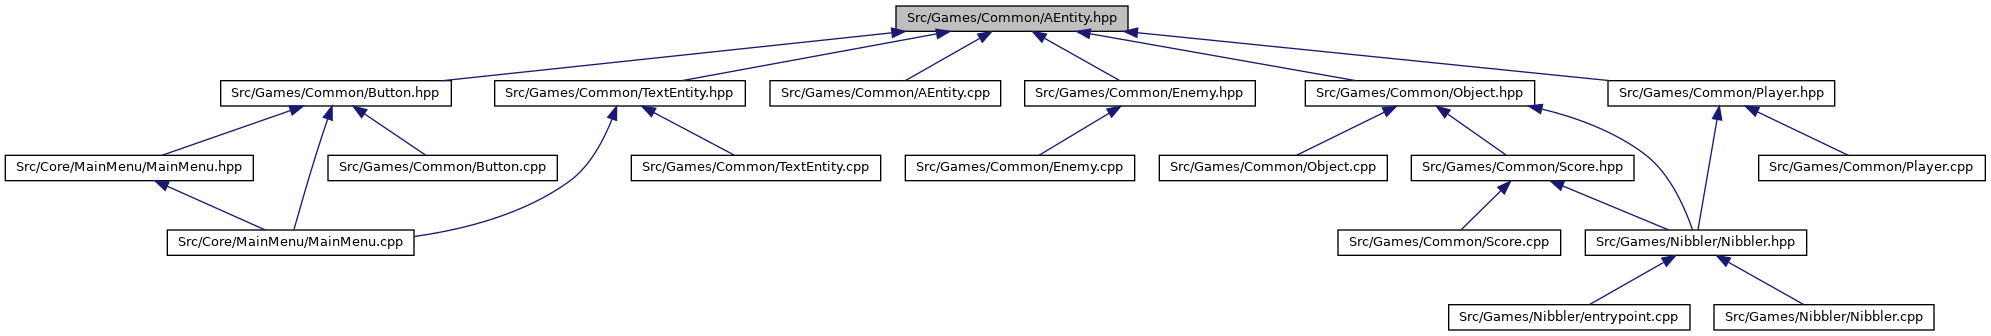 Src/Games/Common/AEntity.hpp
Src/Games/Common/Button.hpp
Src/Games/Common/TextEntity.hpp
Src/Games/Common/AEntity.cpp
Src/Games/Common/Enemy.hpp
Src/Games/Common/Object.hpp
Src/Games/Common/Player.hpp
Src/Core/MainMenu/MainMenu.hpp
Src/Games/Common/Button.cpp
Src/Games/Common/TextEntity.cpp
Src/Games/Common/Enemy.cpp
Src/Games/Common/Object.cpp
Src/Games/Common/Score.hpp
Src/Games/Common/Player.cpp
Src/Core/MainMenu/MainMenu.cpp
Src/Games/Common/Score.cpp
Src/Games/Nibbler/Nibbler.hpp
Src/Games/Nibbler/entrypoint.cpp
Src/Games/Nibbler/Nibbler.cpp